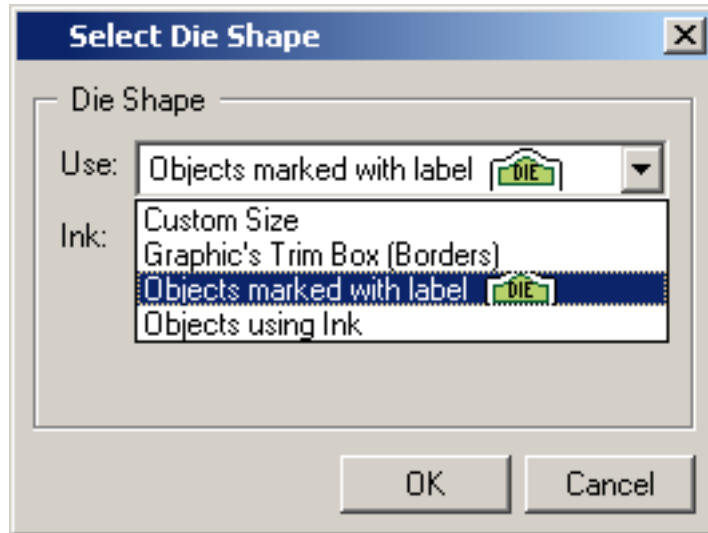 Select Die Shape
Die Shape
Use: Objects marked with label DIE
Ink:
Custom Size
Graphic's Trim Box (Borders)
Objects marked with label DIE
Objects using Ink
OK Cancel